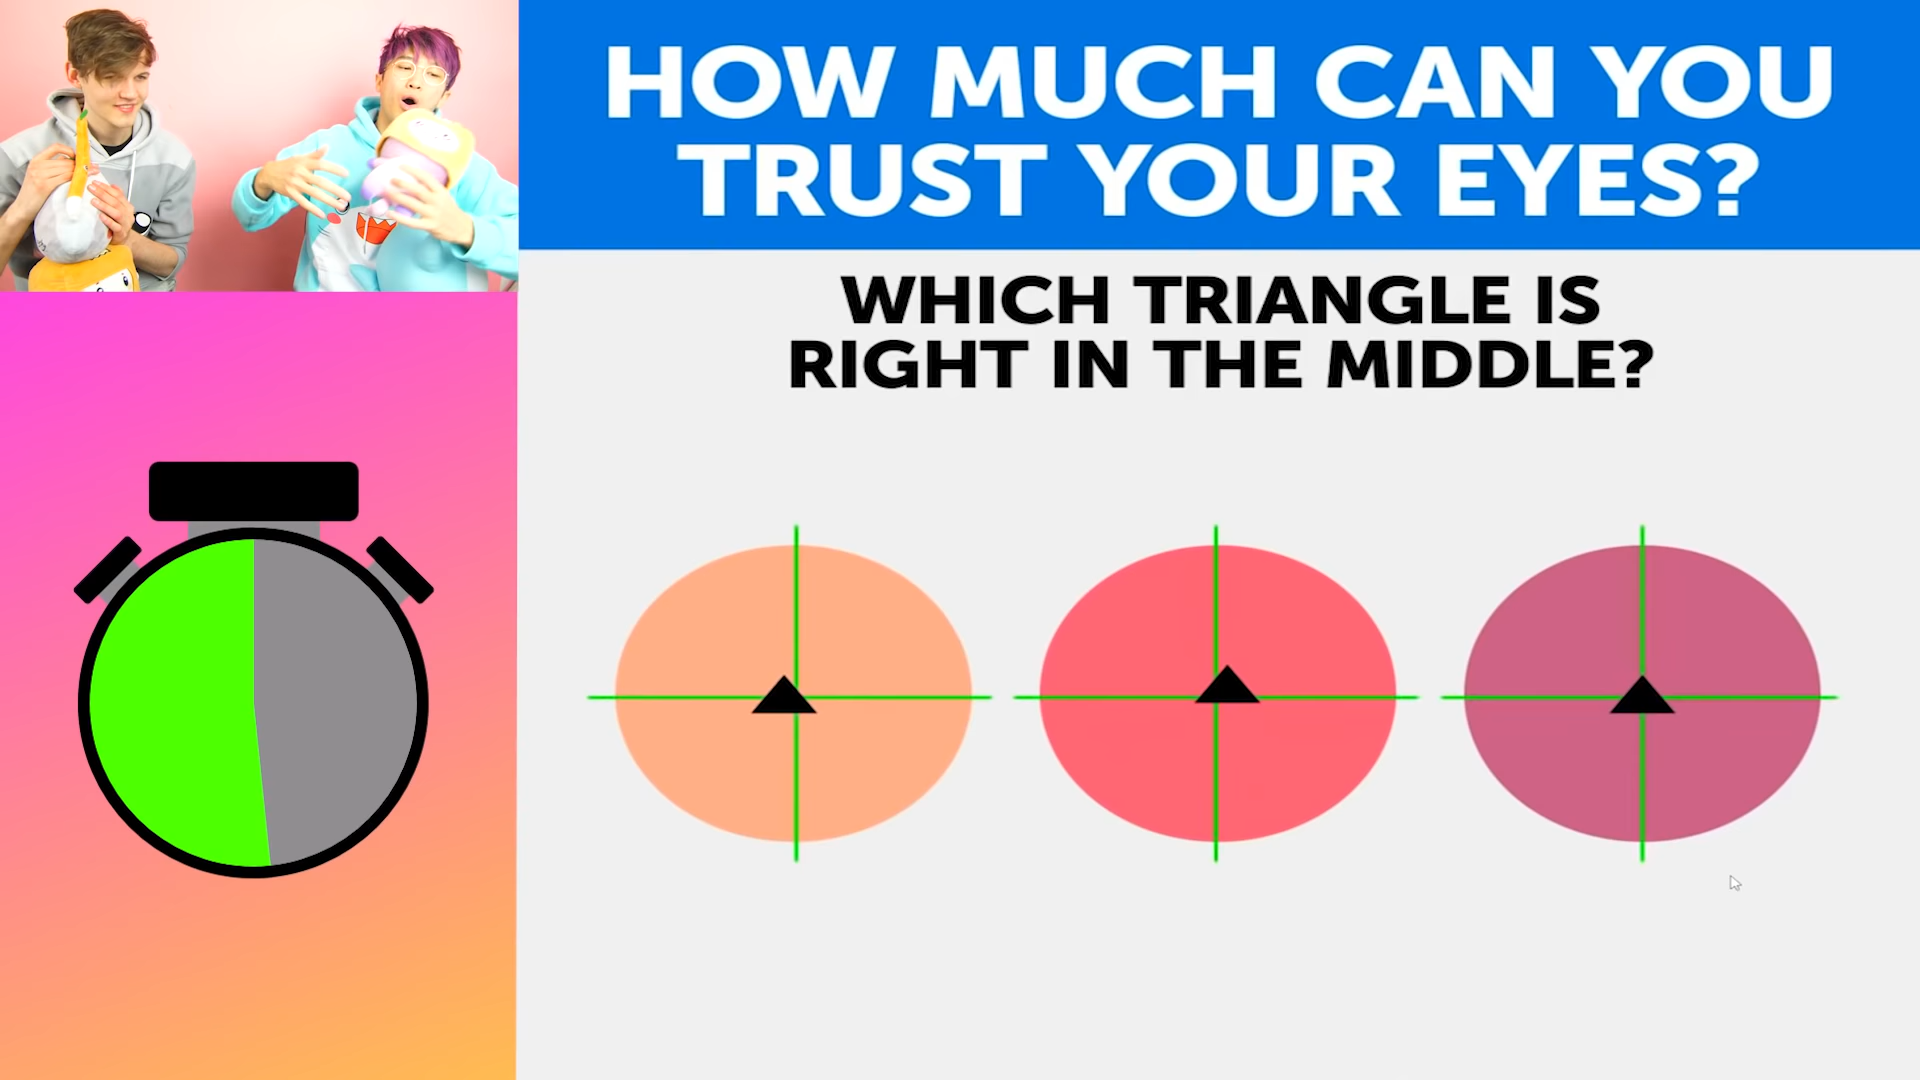 HOW MUCH CAN YOU
TRUST YOUR EYES?
WHICH TRIANGLE IS
RIGHT IN THE MIDDLE?